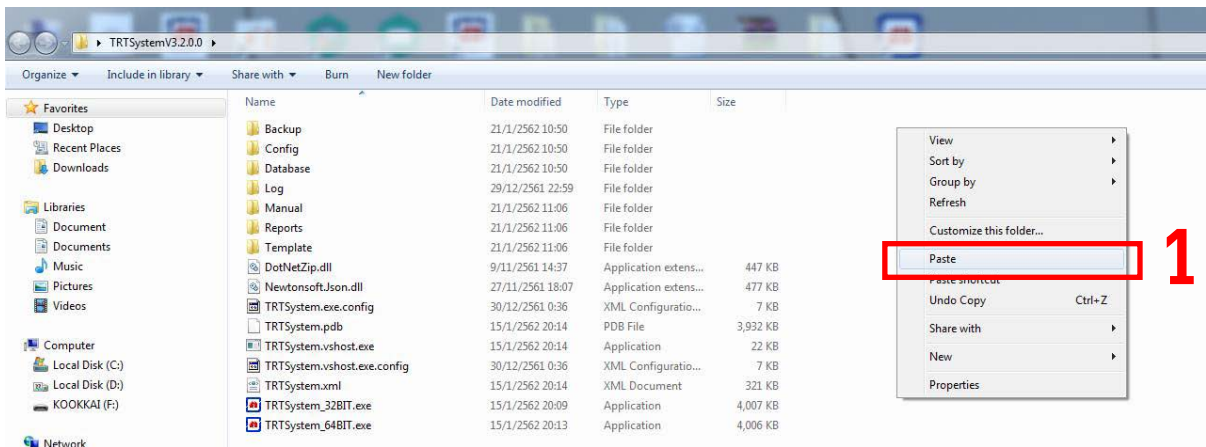 TRTSystemV3.2.0.0
Organize Include in library Share with Burn New folder
Favorites
Desktop
Recent Places
Downloads
Libraries
Document
Documents
Music
Pictures
Videos
Computer
Local Disk (C:)
Local Disk (D:)
KOOKKAI (F:)
Network
Name Date modified Type Size
Backup 21/1/2562 10:50 File folder
Config 21/1/2562 10:50 File folder
Database 21/1/2562 10:50 File folder
Log 29/12/2561 22:59 File folder
Manual 21/1/2562 11:06 File folder
Reports 21/1/2562 11:06 File folder
Template 21/1/2562 11:06 File folder
DotNetZip.dll 9/11/2561 14:37 Application extens... 447 KB
Newtonsoft.Json.dll 27/11/2561 18:07 Application extens... 477 KB
TRTSystem.exe.config 30/12/2561 0:36 XML Configuratio... 7 KB
TRTSystem.pdb 15/1/2562 20:14 PDB File 3,932 KB
TRTSystem.vshost.exe 15/1/2562 20:14 Application 22 KB
TRTSystem.vshost.exe.config 30/12/2561 0:36 XML Configuratio... 7 KB
TRTSystem.xml 15/1/2562 20:14 XML Document 321 KB
TRTSystem_32BIT.exe 15/1/2562 20:09 Application 4,007 KB
TRTSystem_64BIT.exe 15/1/2562 20:13 Application 4,006 KB
View
Sort by
Group by
Refresh
Customize this folder...
Paste
Paste shortcut
Undo Copy Ctrl+Z
Share with
New
Properties
1